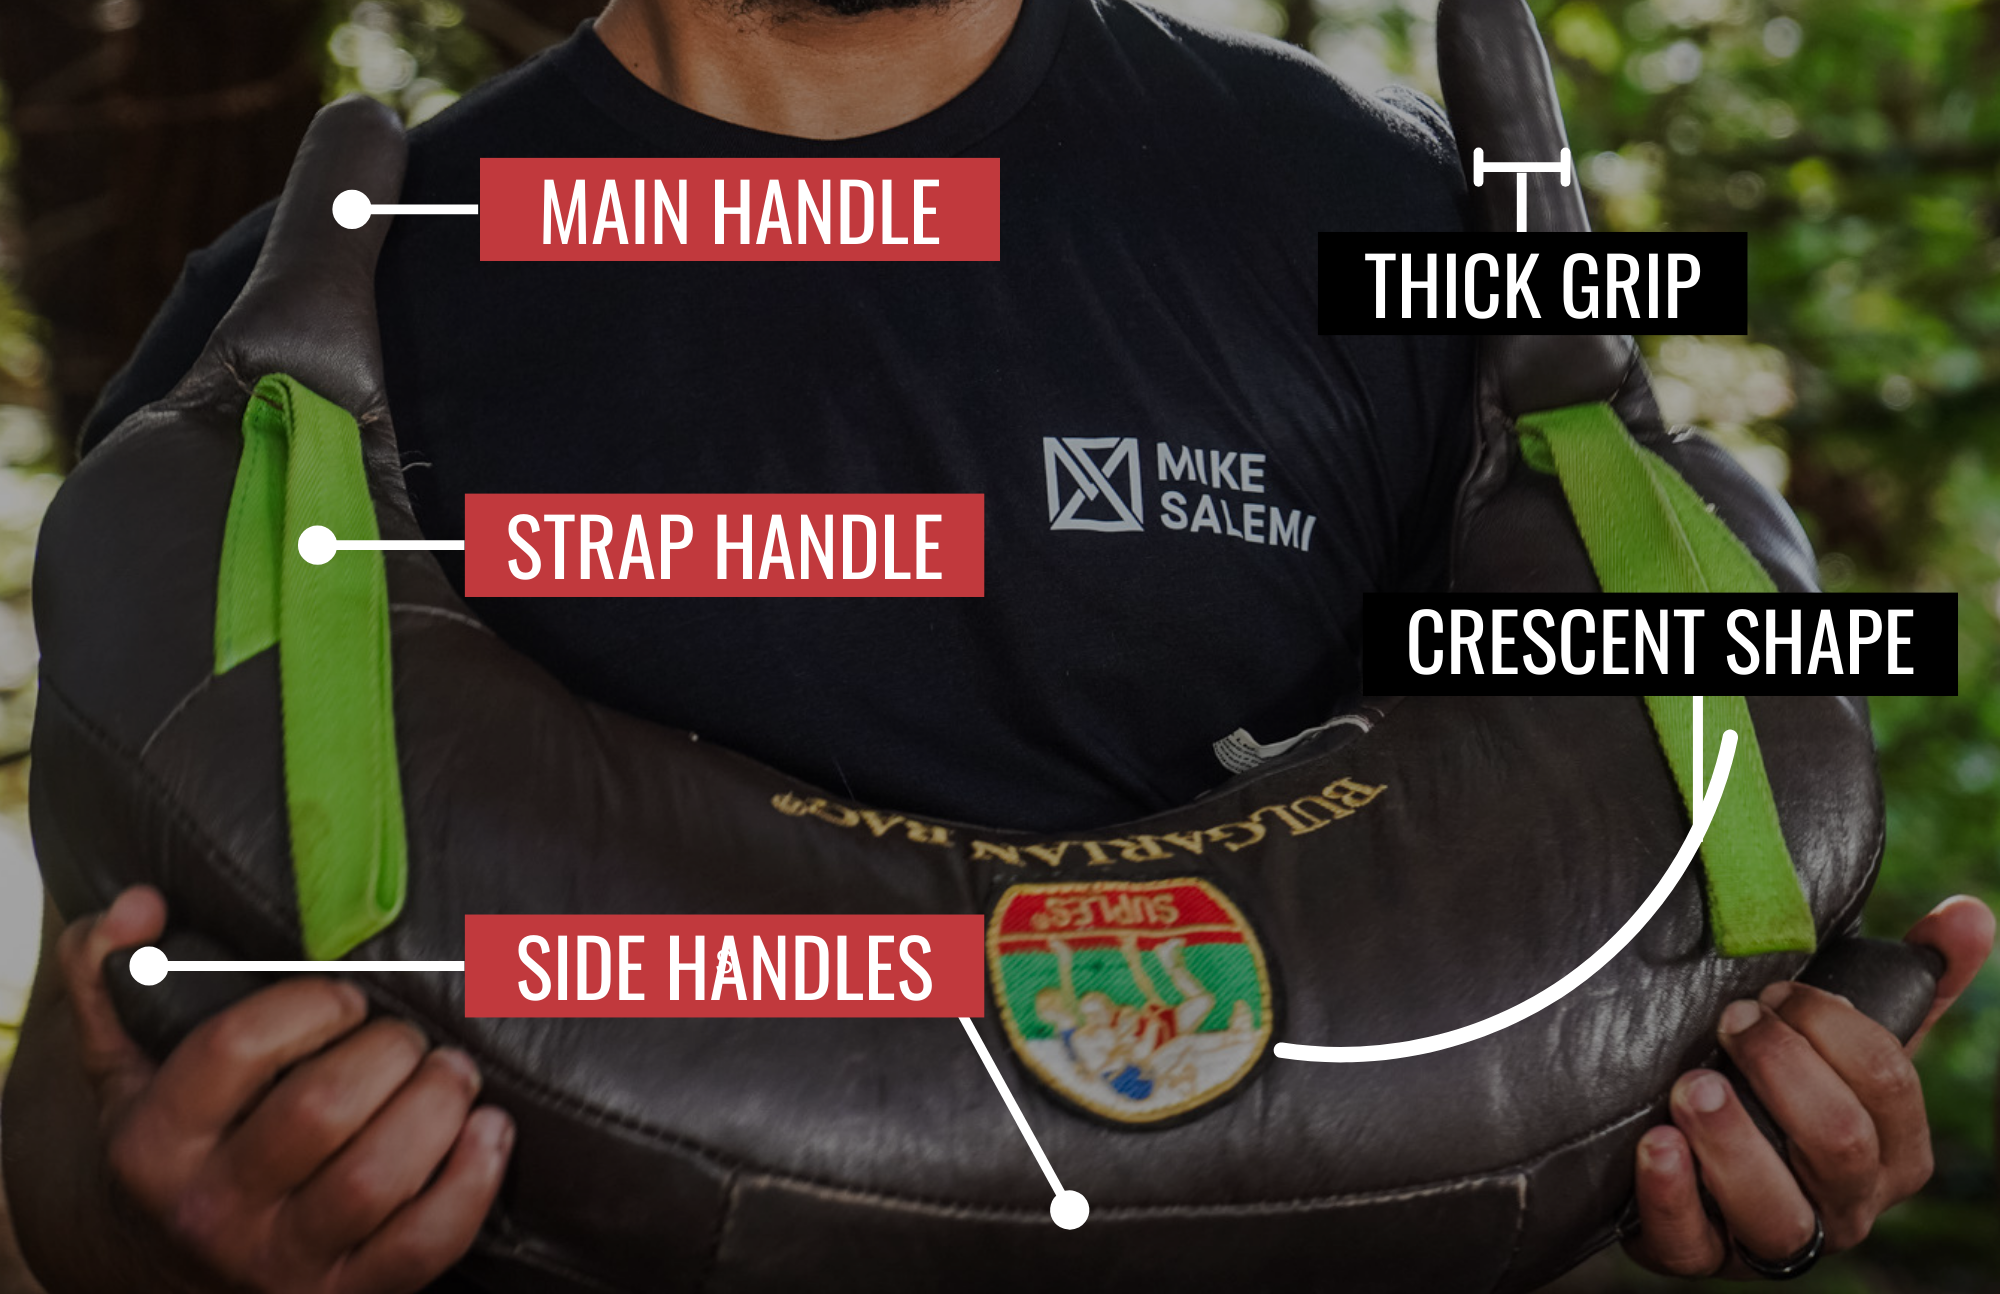 MAIN HANDLE
THICK GRIP
MIKE
SALEMI
STRAP HANDLE
CRESCENT SHAPE
BULGARIAN BAG®
SUPLES®
SIDE HANDLES
s